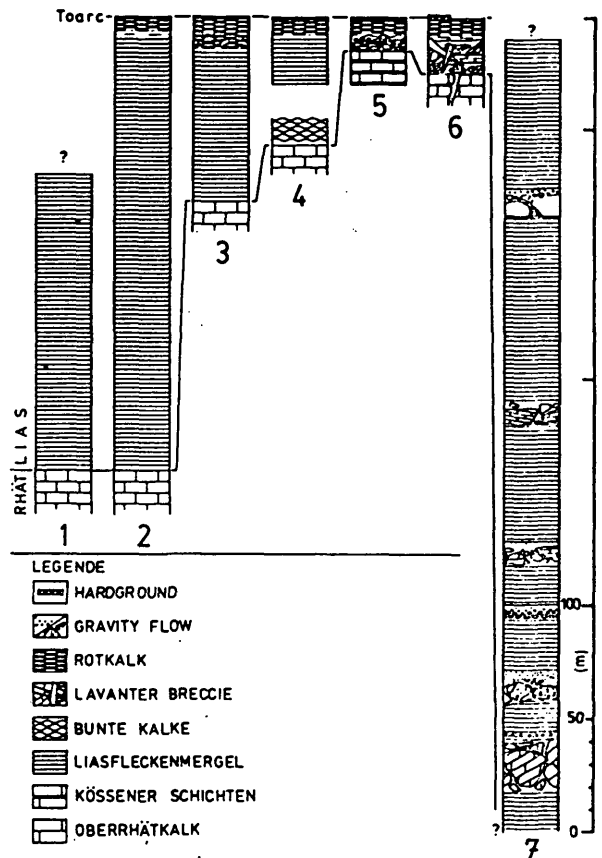 Toarc
?
?
1
2
3
4
5
6
7
RHÄT
LIAS
LEGENDE
HARDGROUND
GRAVITY FLOW
ROTKALK
LAVANTER BRECCIE
BUNTE KALKE
LIASFLECKENMERGEL
KÖSSENER SCHICHTEN
OBERRHÄTKALK
100
(m)
50
0
?